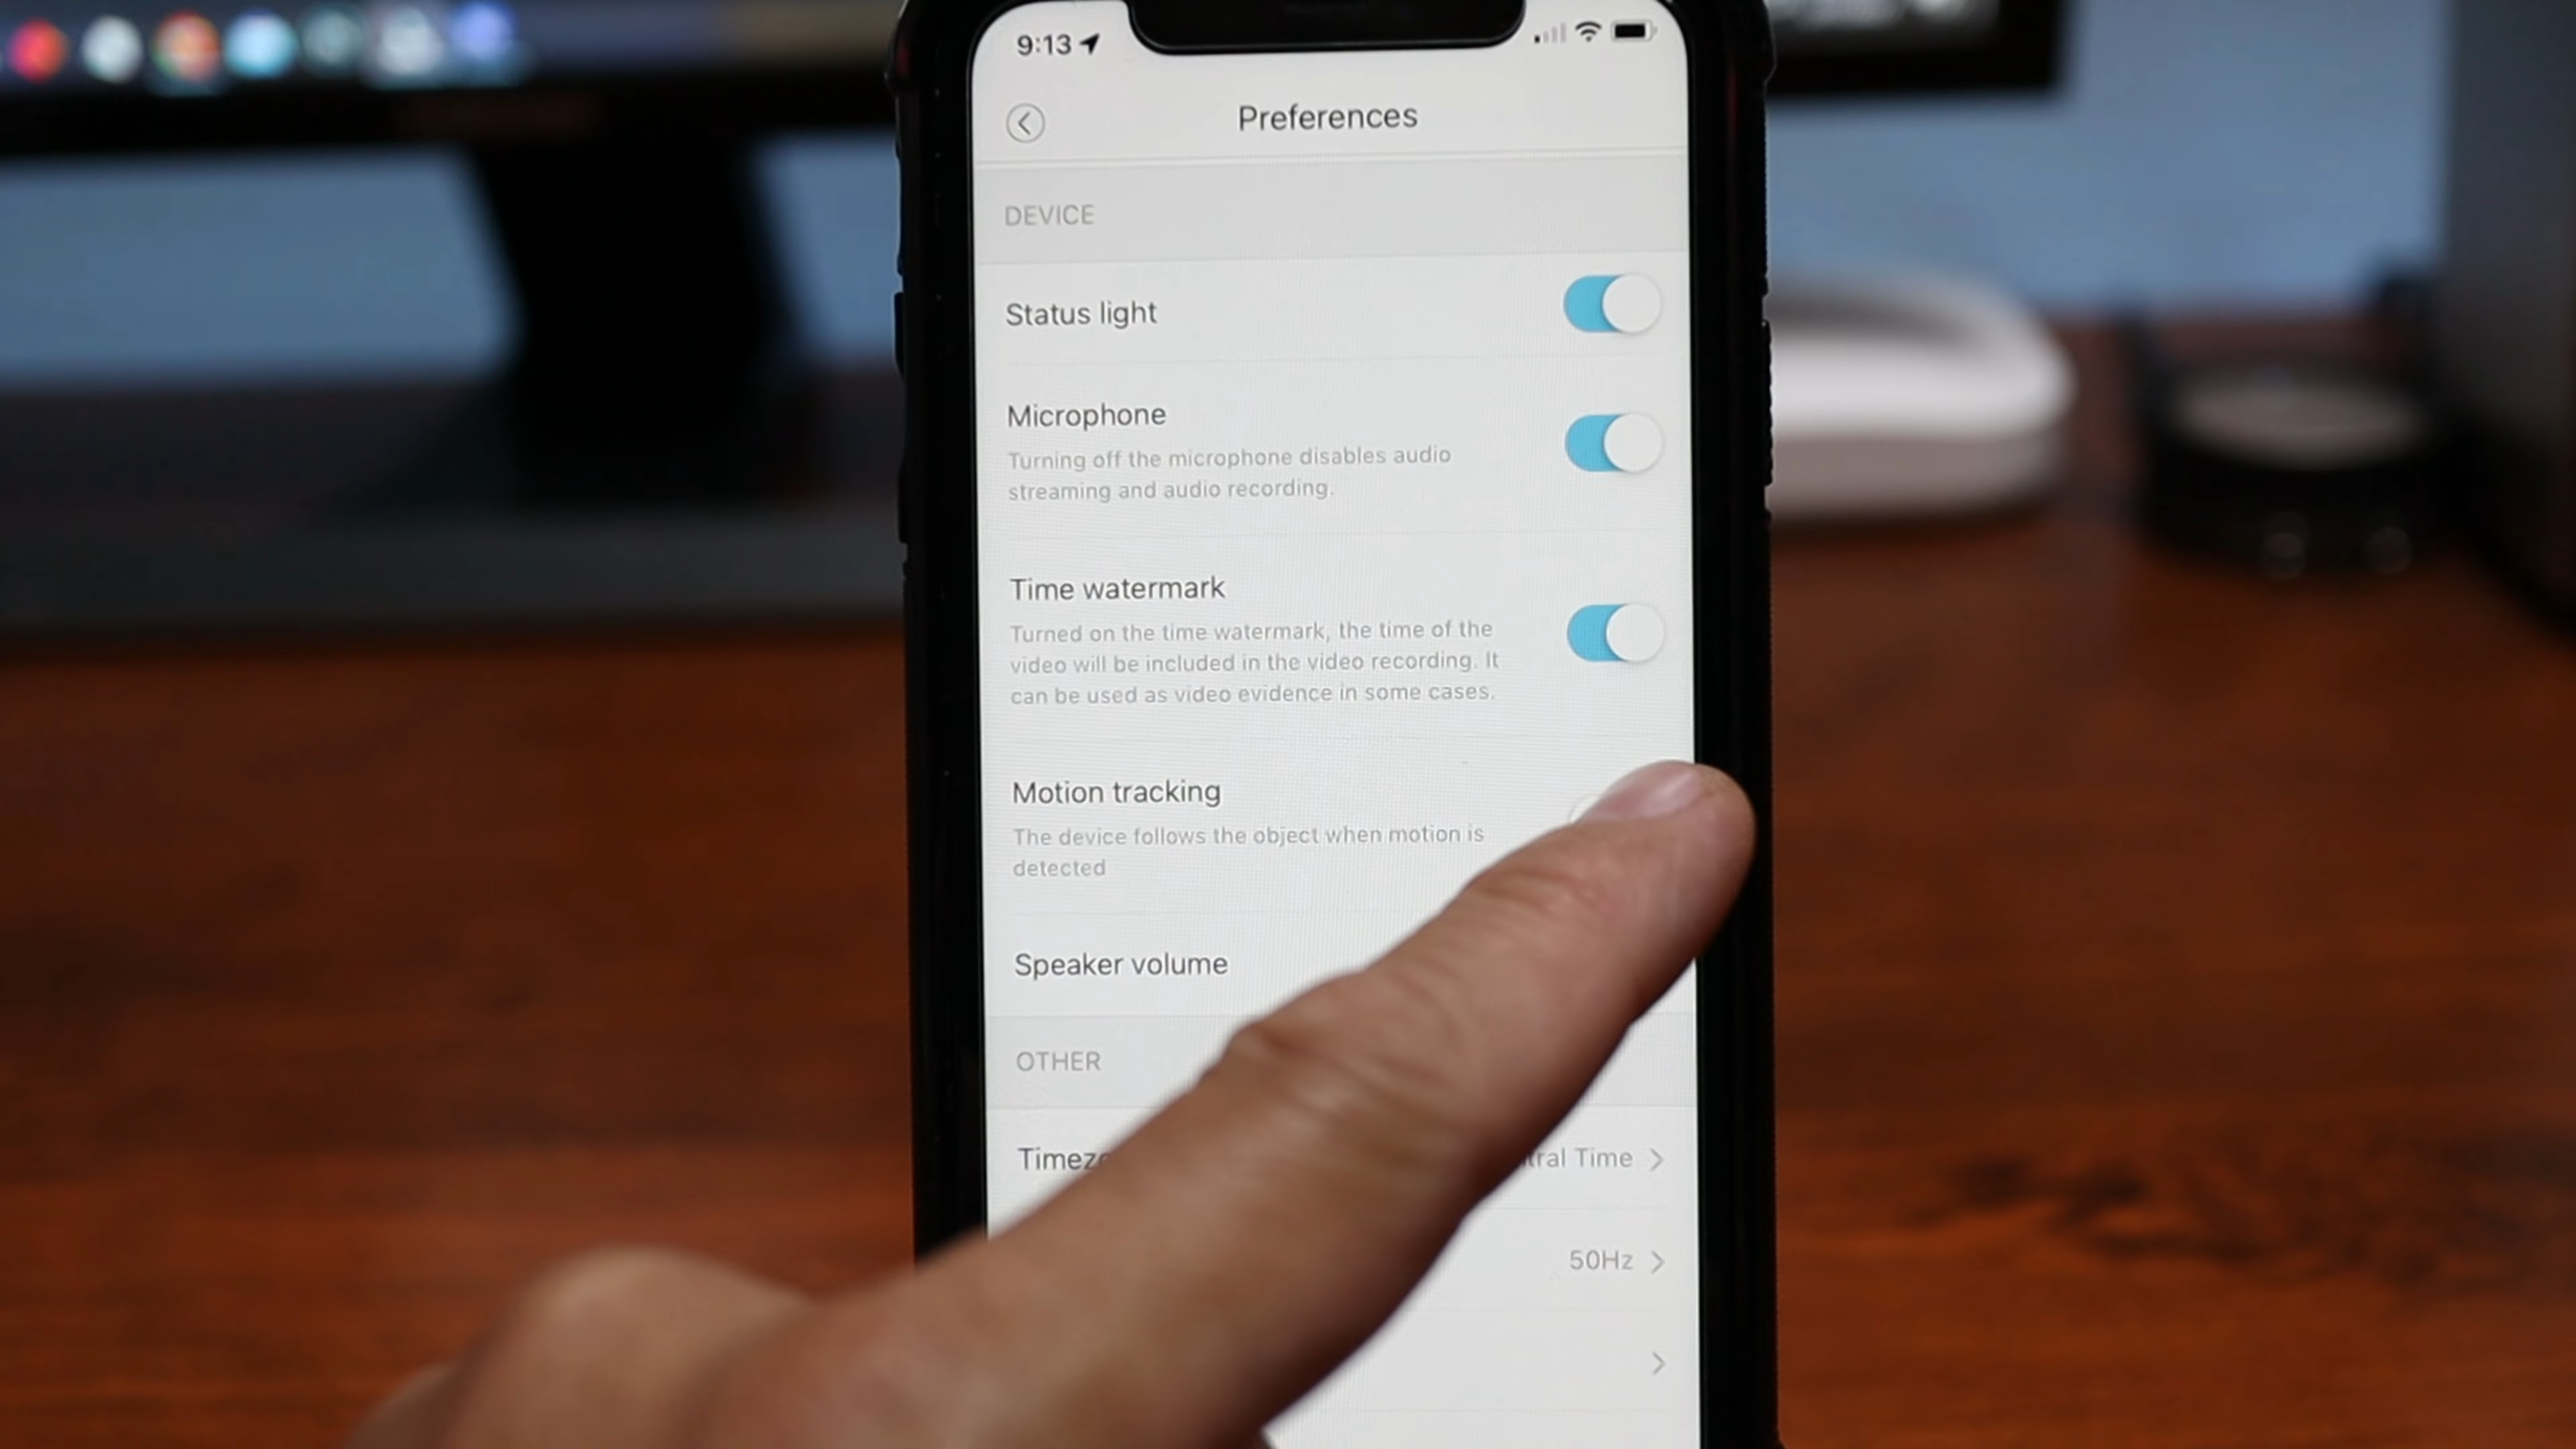 9:13
Preferences
DEVICE
Status light
Microphone
Turning off the microphone disables audio
streaming and audio recording.
Time watermark
Turned on the time watermark, the time of the
video will be included in the video recording. It
can be used as video evidence in some cases.
Motion tracking
The device follows the object when motion is
detected
Speaker volume
OTHER
Time
50Hz